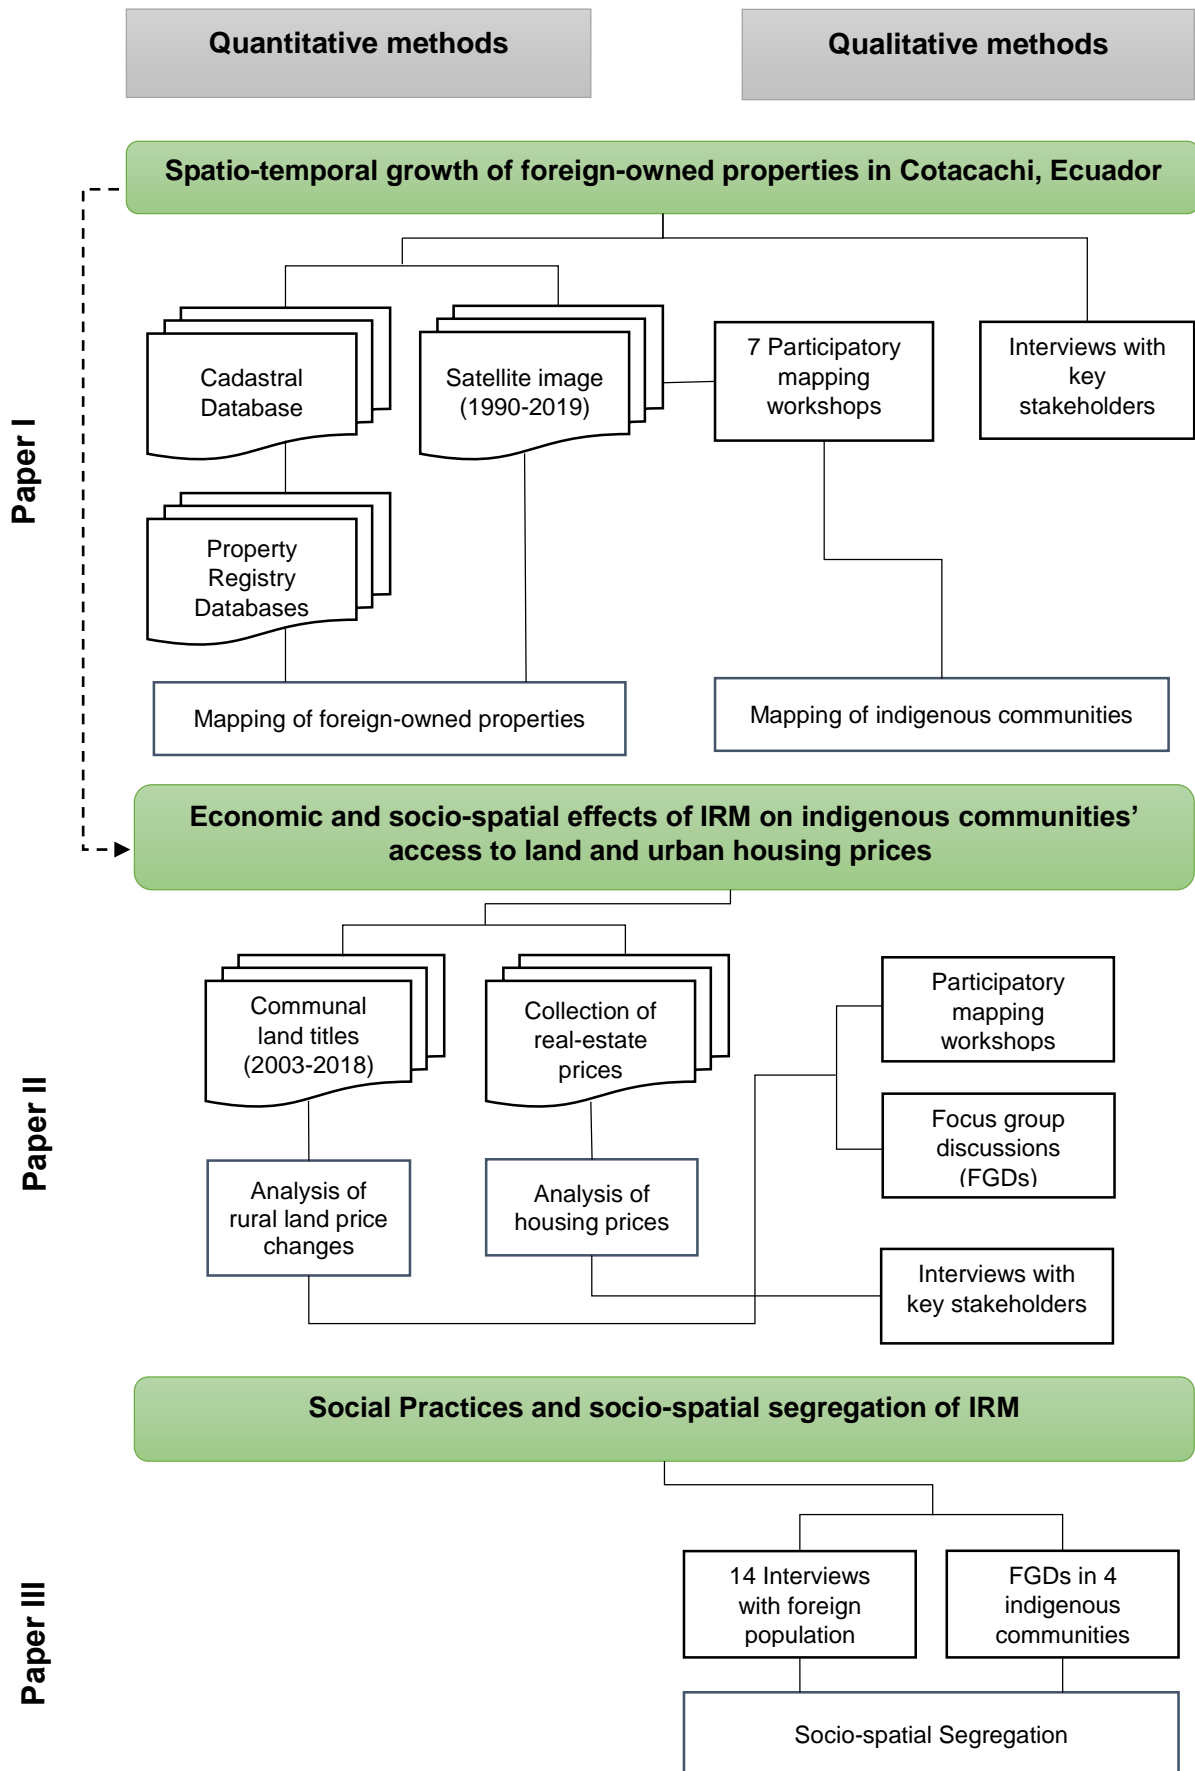 Quantitative methods
Qualitative methods
Paper I
Spatio-temporal growth of foreign-owned properties in Cotacachi, Ecuador
Cadastral
Database
Satellite image
(1990-2019)
7 Participatory
mapping
workshops
Interviews with
key
stakeholders
Property
Registry
Databases
Mapping of foreign-owned properties
Mapping of indigenous communities
Paper II
Economic and socio-spatial effects of IRM on indigenous communities’
access to land and urban housing prices
Communal
land titles
(2003-2018)
Collection of
real-estate
prices
Participatory
mapping
workshops
Focus group
discussions
(FGDs)
Analysis of
rural land price
changes
Analysis of
housing prices
Interviews with
key stakeholders
Paper III
Social Practices and socio-spatial segregation of IRM
14 Interviews
with foreign
population
FGDs in 4
indigenous
communities
Socio-spatial Segregation